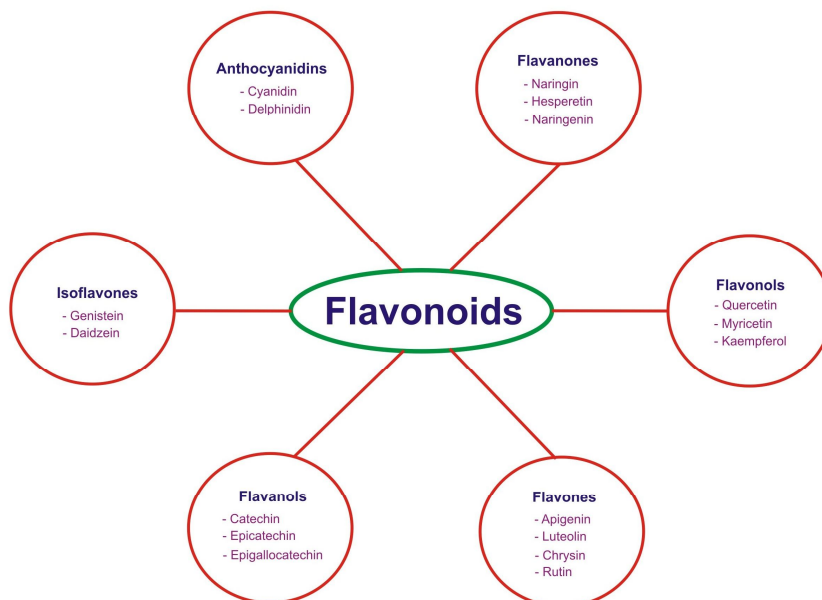 Anthocyanidins
- Cyanidin
- Delphinidin
Flavanones
- Naringin
- Hesperetin
- Naringenin
Isoflavones
- Genistein
- Daidzein
Flavonoids
Flavonols
- Quercetin
- Myricetin
- Kaempferol
Flavanols
- Catechin
- Epicatechin
- Epigallocatechin
Flavones
- Apigenin
- Luteolin
- Chrysin
- Rutin